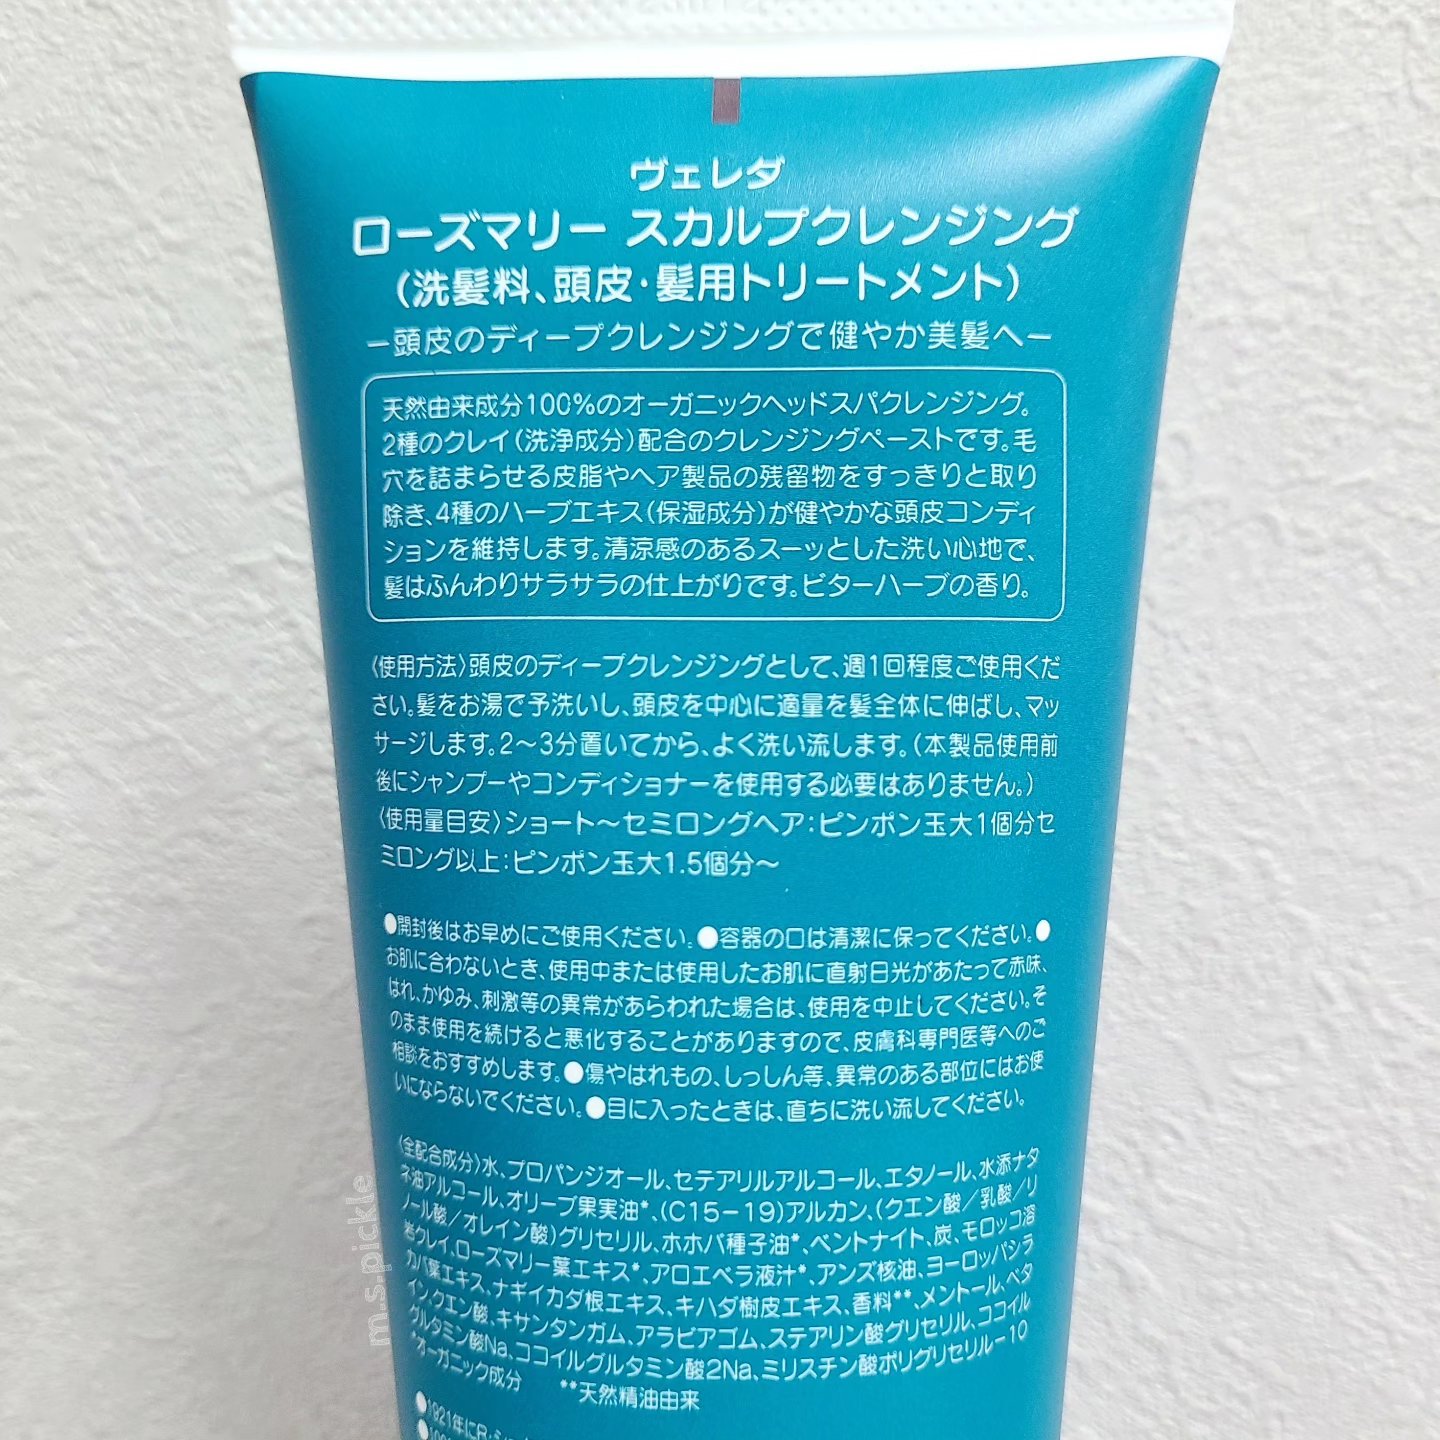 ヴェレダ
ローズマリー スカルプクレンジング
(洗髪料、頭皮・髪用トリートメント)
ー頭皮のディープクレンジングで健やか美髪へー
天然由来成分100%のオーガニックヘッドスパクレンジング。
2種のクレイ(洗浄成分)配合のクレンジングペーストです。毛
穴を詰まらせる皮脂やヘア製品の残留物をすっきりと取り
除き、4種のハーブエキス(保湿成分)が健やかな頭皮コンディ
ションを維持します。清涼感のあるスーッとした洗い心地で、
髪はふんわりサラサラの仕上がりです。ビターハーブの香り。
〈使用方法〉頭皮のディープクレンジングとして、週1回程度ご使用くだ
さい。髪をお湯で予洗いし、頭皮を中心に適量を髪全体に伸ばし、マッ
サージします。2〜3分置いてから、よく洗い流します。(本製品使用前
後にシャンプーやコンディショナーを使用する必要はありません。)
〈使用量目安〉ショート〜セミロングヘア:ピンポン玉大1個分セ
ミロング以上:ピンポン玉大1.5個分〜
●開封後はお早めにご使用ください。●容器の口は清潔に保ってください。●
お肌に合わないとき、使用中または使用したお肌に直射日光があたって赤味、
はれ、かゆみ、刺激等の異常があらわれた場合は、使用を中止してください。そ
のまま使用を続けると悪化することがありますので、皮膚科専門医等へのご
相談をおすすめします。●傷やはれもの、しっしん等、異常のある部位にはお使
いにならないでください。●目に入ったときは、直ちに洗い流してください。
〈全配合成分〉水、プロパンジオール、セテアリルアルコール、エタノール、水添ナタ
ネ油アルコール、オリーブ果実油*、(C15-19)アルカン、(クエン酸/乳酸/リ
ノール酸/オレイン酸)グリセリル、ホホバ種子油*、ベントナイト、炭、モロッコ溶
岩クレイ、ローズマリー葉エキス*、アロエベラ液汁*、アンズ核油、ヨーロッパシラ
カバ葉エキス、ナギイカダ根エキス、キハダ樹皮エキス、香料**、メントール、ベタ
イン、クエン酸、キサンタンガム、アラビアゴム、ステアリン酸グリセリル、ココイル
グルタミン酸Na、ココイルグルタミン酸2Na、ミリスチン酸ポリグリセリル-10
*オーガニック成分 **天然精油由来
●1921年にR・シュ
m.s.pickle